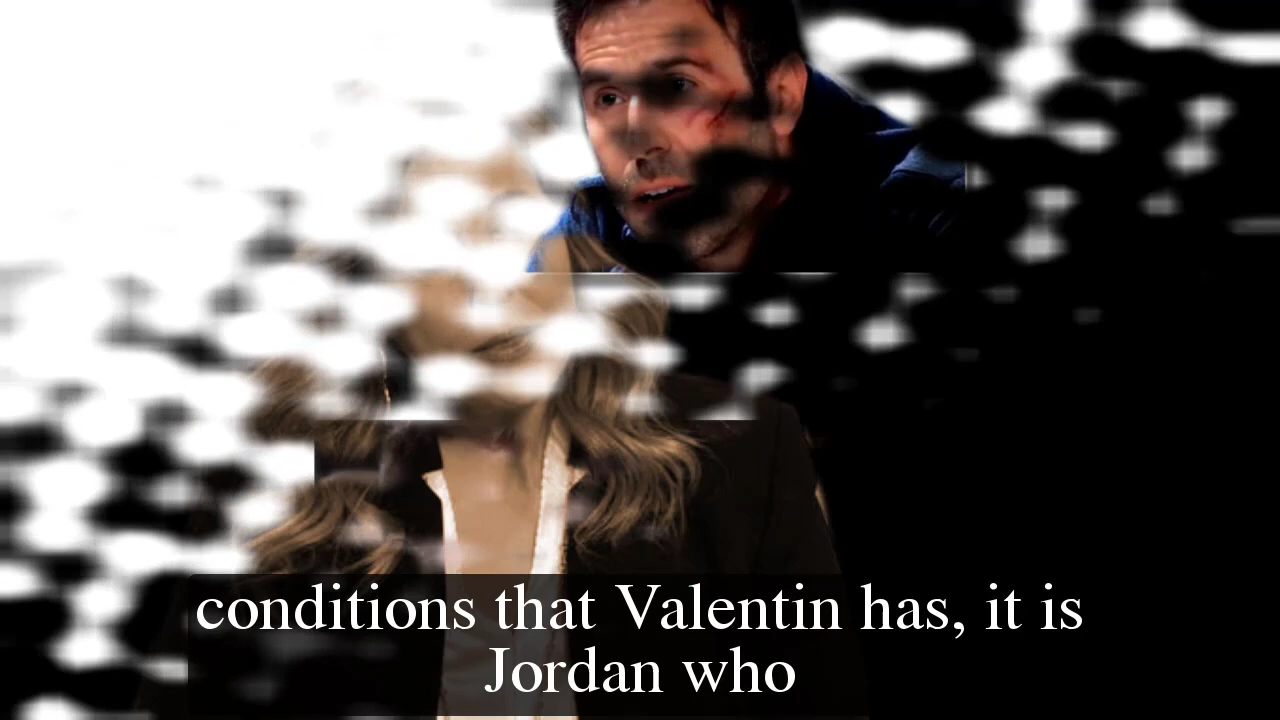 conditions that Valentin has, it is
Jordan who